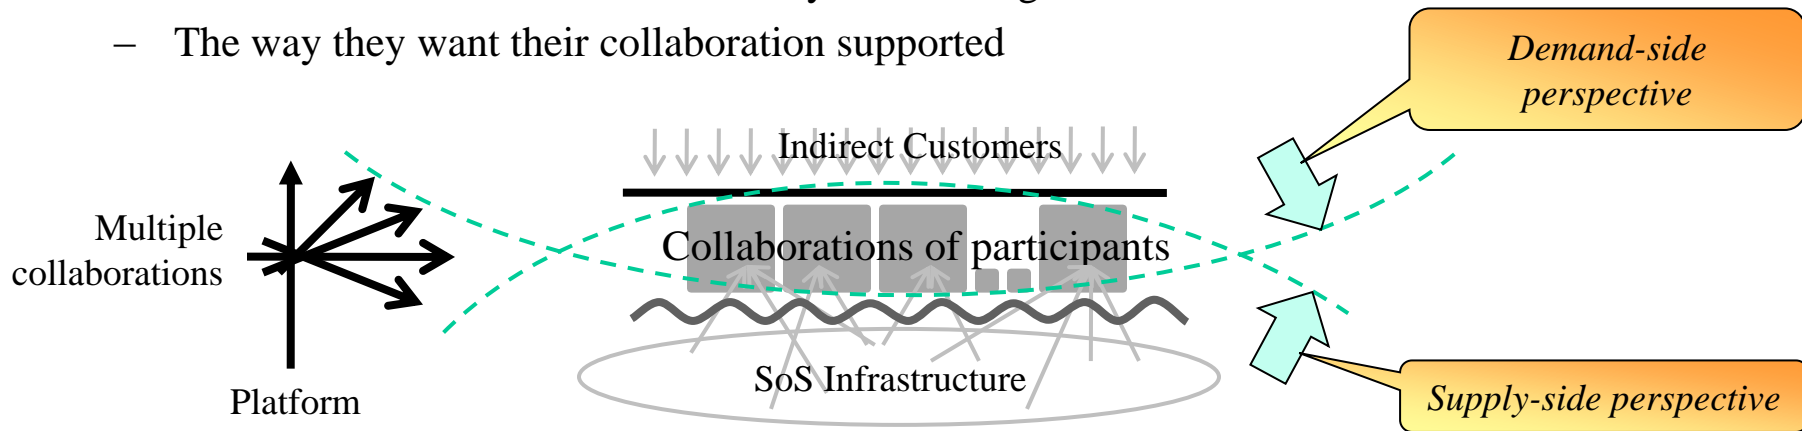 – The way they want their collaboration supported
Demand-side
perspective
Indirect Customers
Multiple
collaborations
Collaborations of participants
SoS Infrastructure
Platform
Supply-side perspective